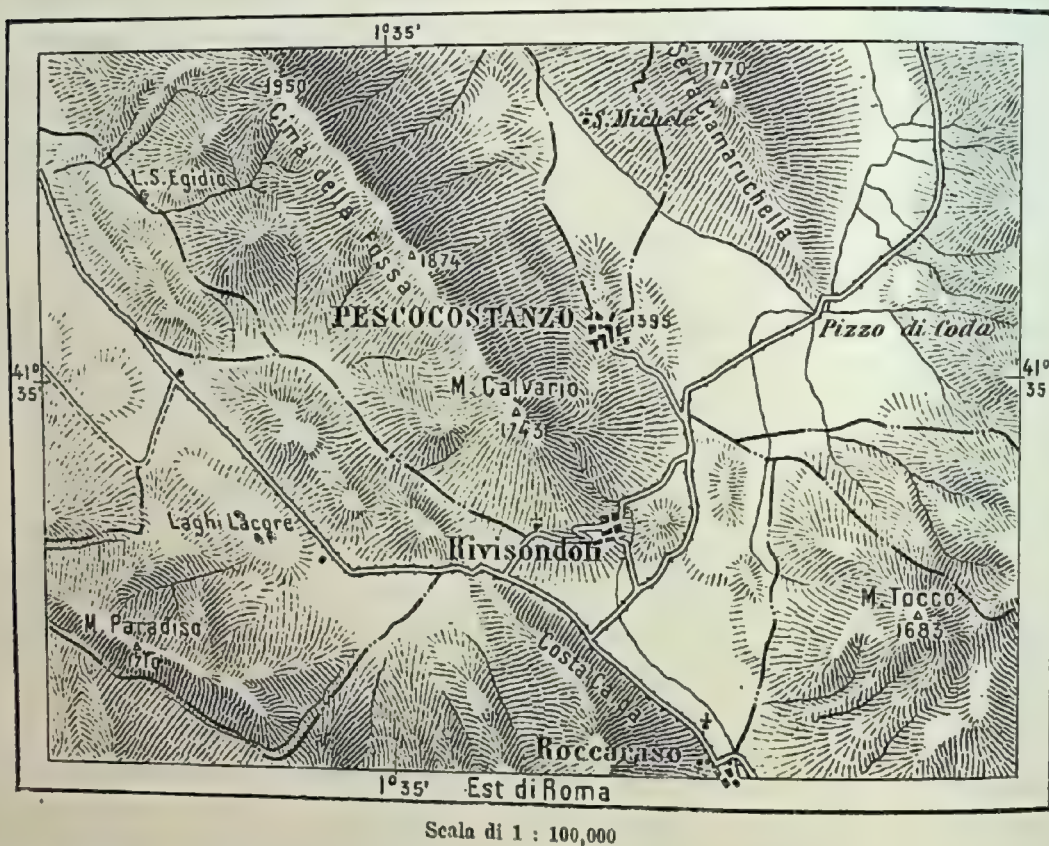 1°35'
1770
Serra Ciamaruchella
1950
Cima della Fossa
S. Michele
L. S. Egidio
1874
PESCOCOSTANZO
1395
Pizzo di Coda
41°
35'
41°
35'
M. Calvario
1743
Laghi Lacore
Rivisondoli
M. Tocco
1683
M. Paradiso
Costa Calda
Roccaraso
1°35'
Est di Roma
Scala di 1 : 100,000